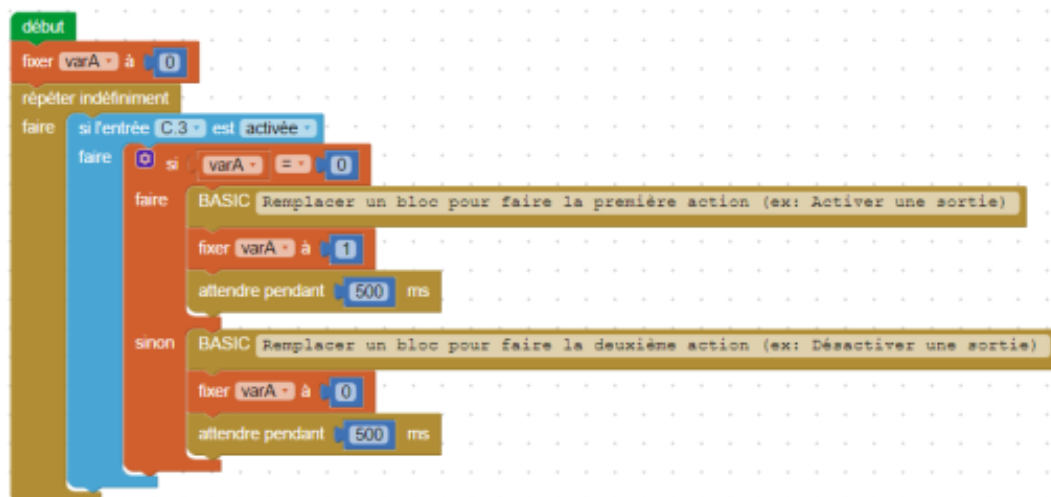 début
fixer varA à 0
répéter indéfiniment
faire si l'entrée C.3 est activée
faire si varA = 0
faire BASIC Remplacer un bloc pour faire la première action (ex: Activer une sortie)
fixer varA à 1
attendre pendant 500 ms
sinon BASIC Remplacer un bloc pour faire la deuxième action (ex: Désactiver une sortie)
fixer varA à 0
attendre pendant 500 ms